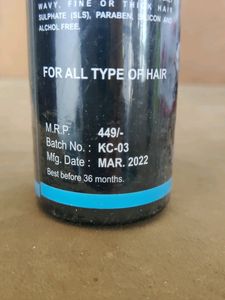 WAVY, FINE OR THICK HAIR
SULPHATE (SLS), PARABEN, SILICON AND
ALCHOL FREE.
FOR ALL TYPE OF HAIR
M.R.P. 449/-
Batch No. : KC-03
Mfg. Date : MAR. 2022
Best before 36 months.